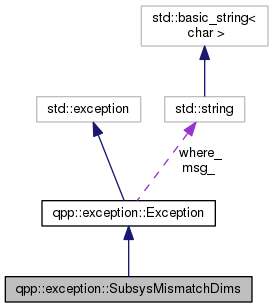 std::basic_string<
char >
std::exception
std::string
where_
msg_
qpp::exception::Exception
qpp::exception::SubsysMismatchDims